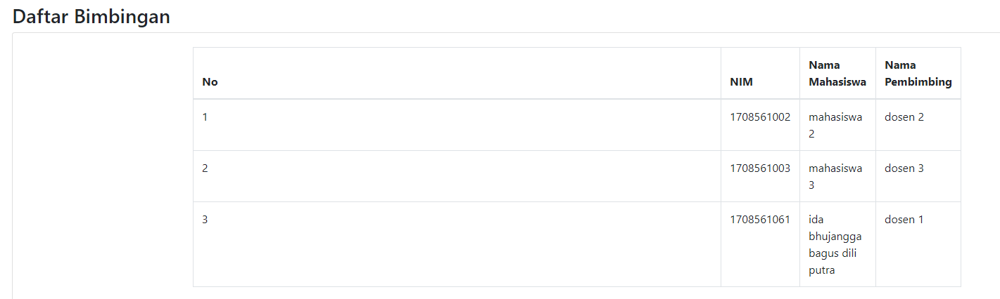 Daftar Bimbingan
No NIM Nama Mahasiswa Nama Pembimbing
1 1708561002 mahasiswa 2 dosen 2
2 1708561003 mahasiswa 3 dosen 3
3 1708561061 ida bhujangga bagus dili putra dosen 1